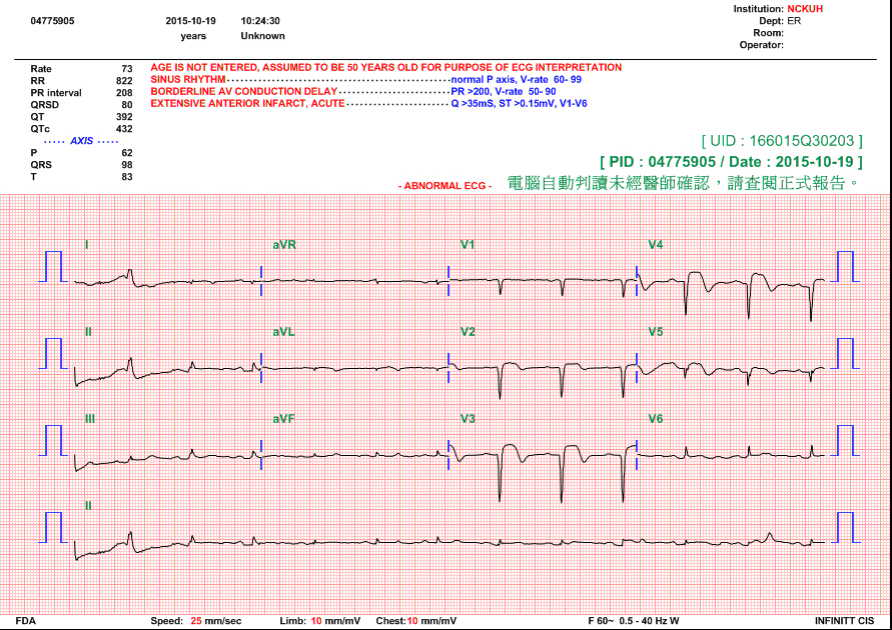 Institution: NCKUH
04775905 2015-10-19 10:24:30 Dept: ER
years Unknown Room:
Operator:
Rate 73 AGE IS NOT ENTERED, ASSUMED TO BE 50 YEARS OLD FOR PURPOSE OF ECG INTERPRETATION
RR 822 SINUS RHYTHM - - - - - - - - - - - - - - - - - - - - - - - - - normal P axis, V-rate 60- 99
PR interval 208 BORDERLINE AV CONDUCTION DELAY - - - - - - - - - - - - PR >200, V-rate 50- 90
QRSD 80 EXTENSIVE ANTERIOR INFARCT, ACUTE - - - - - - - - - - - Q >35mS, ST >0.15mV, V1-V6
QT 392
QTc 432
- - - - - AXIS - - - - -
P 62
QRS 98
T 83
[ UID : 166015Q30203 ]
[ PID : 04775905 / Date : 2015-10-19 ]
- ABNORMAL ECG - 電腦自動判讀未經醫師確認，請查閱正式報告。
I aVR V1 V4
II aVL V2 V5
III aVF V3 V6
II
FDA Speed: 25 mm/sec Limb: 10 mm/mV Chest: 10 mm/mV F 60~ 0.5 - 40 Hz W INFINITT CIS